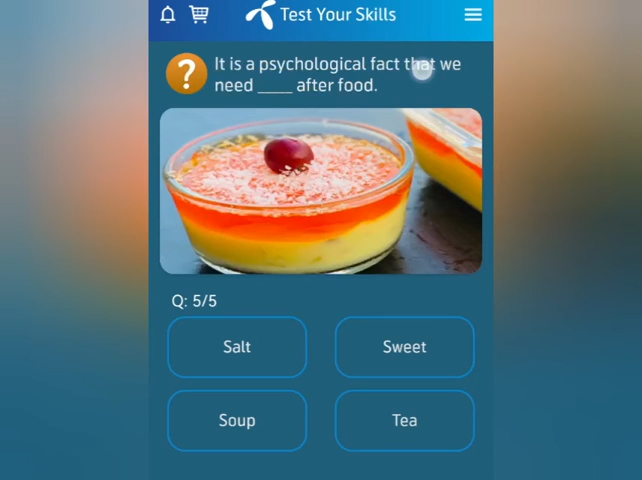 Test Your Skills
It is a psychological fact that we
need ____ after food.
Q: 5/5
Salt
Sweet
Soup
Tea